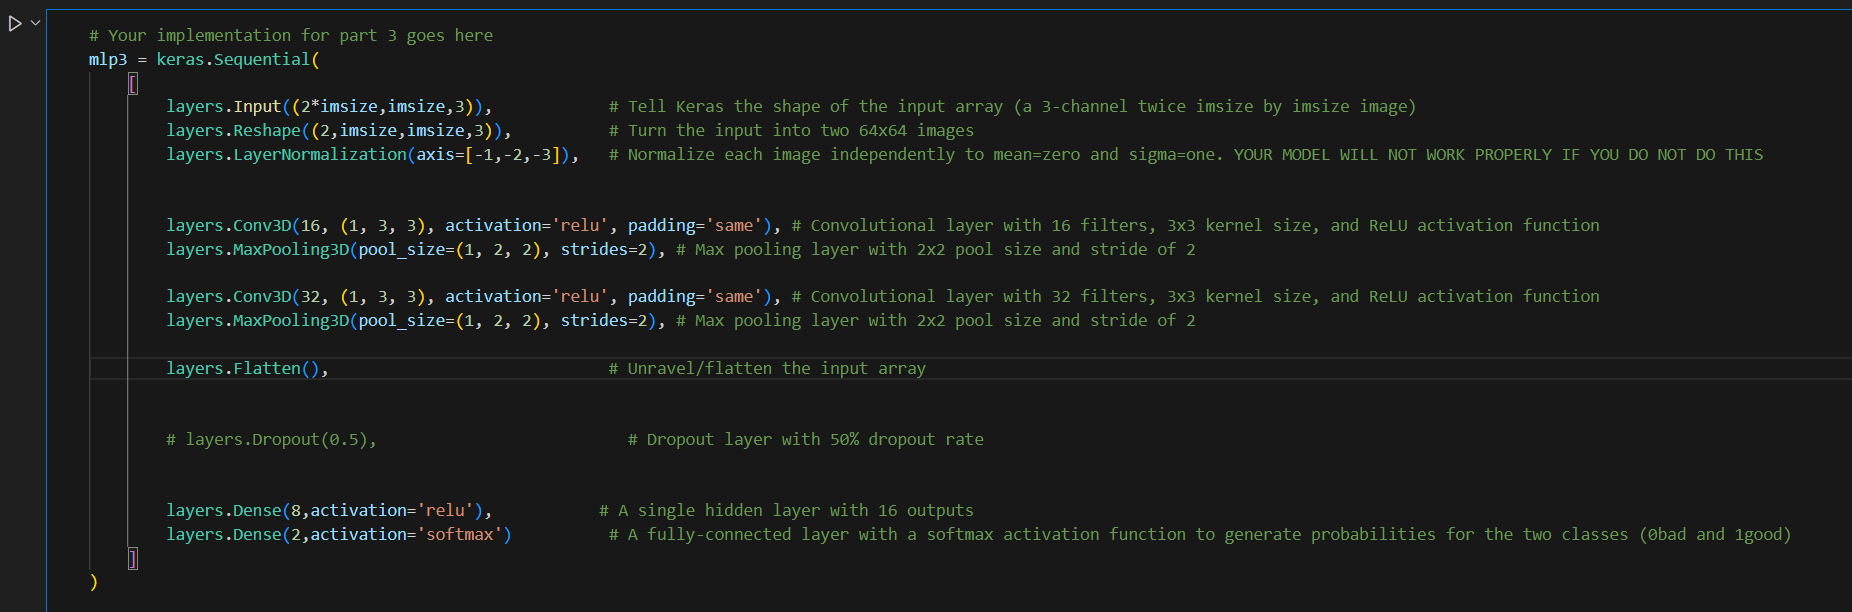 # Your implementation for part 3 goes here
mlp3 = keras.Sequential(
[
layers.Input((2*imsize,imsize,3)), # Tell Keras the shape of the input array (a 3-channel twice imsize by imsize image)
layers.Reshape((2,imsize,imsize,3)), # Turn the input into two 64x64 images
layers.LayerNormalization(axis=[-1,-2,-3]), # Normalize each image independently to mean=zero and sigma=one. YOUR MODEL WILL NOT WORK PROPERLY IF YOU DO NOT DO THIS
layers.Conv3D(16, (1, 3, 3), activation='relu', padding='same'), # Convolutional layer with 16 filters, 3x3 kernel size, and ReLU activation function
layers.MaxPooling3D(pool_size=(1, 2, 2), strides=2), # Max pooling layer with 2x2 pool size and stride of 2
layers.Conv3D(32, (1, 3, 3), activation='relu', padding='same'), # Convolutional layer with 32 filters, 3x3 kernel size, and ReLU activation function
layers.MaxPooling3D(pool_size=(1, 2, 2), strides=2), # Max pooling layer with 2x2 pool size and stride of 2
layers.Flatten(), # Unravel/flatten the input array
# layers.Dropout(0.5), # Dropout layer with 50% dropout rate
layers.Dense(8,activation='relu'), # A single hidden layer with 16 outputs
layers.Dense(2,activation='softmax') # A fully-connected layer with a softmax activation function to generate probabilities for the two classes (0bad and 1good)
]
)